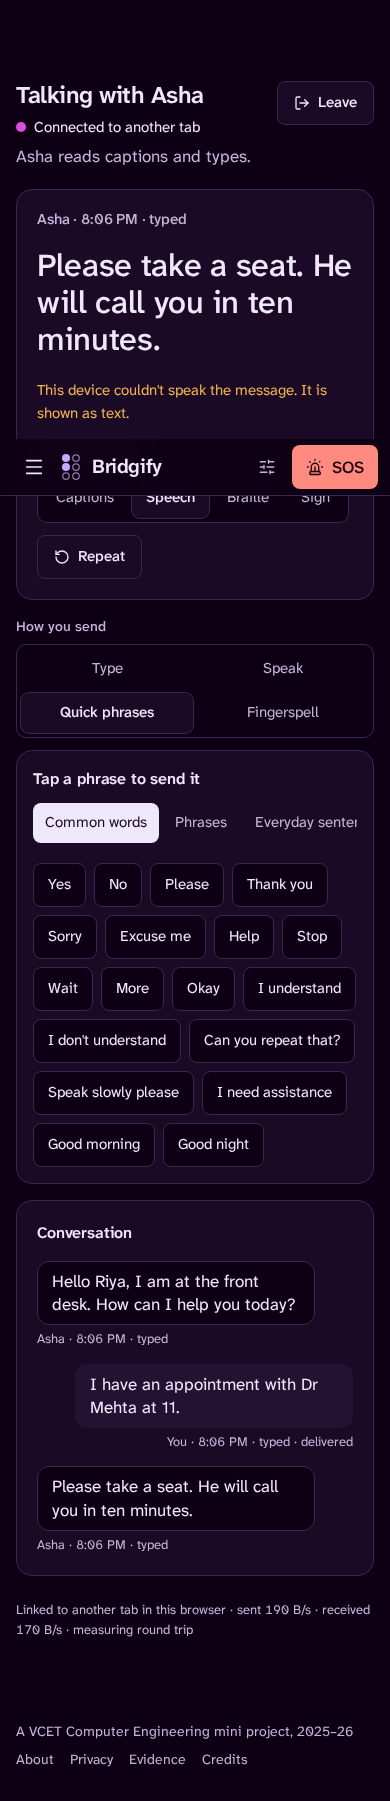 Talking with Asha
Leave
Connected to another tab
Asha reads captions and types.
Asha · 8:06 PM · typed
Please take a seat. He
will call you in ten
minutes.
This device couldn't speak the message. It is
shown as text.
Bridgify
SOS
Captions Speech Braille Sign
Repeat
How you send
Type Speak
Quick phrases Fingerspell
Tap a phrase to send it
Common words Phrases Everyday senten
Yes No Please Thank you
Sorry Excuse me Help Stop
Wait More Okay I understand
I don't understand Can you repeat that?
Speak slowly please I need assistance
Good morning Good night
Conversation
Hello Riya, I am at the front
desk. How can I help you today?
Asha · 8:06 PM · typed
I have an appointment with Dr
Mehta at 11.
You · 8:06 PM · typed · delivered
Please take a seat. He will call
you in ten minutes.
Asha · 8:06 PM · typed
Linked to another tab in this browser · sent 190 B/s · received
170 B/s · measuring round trip
A VCET Computer Engineering mini project, 2025–26
About Privacy Evidence Credits